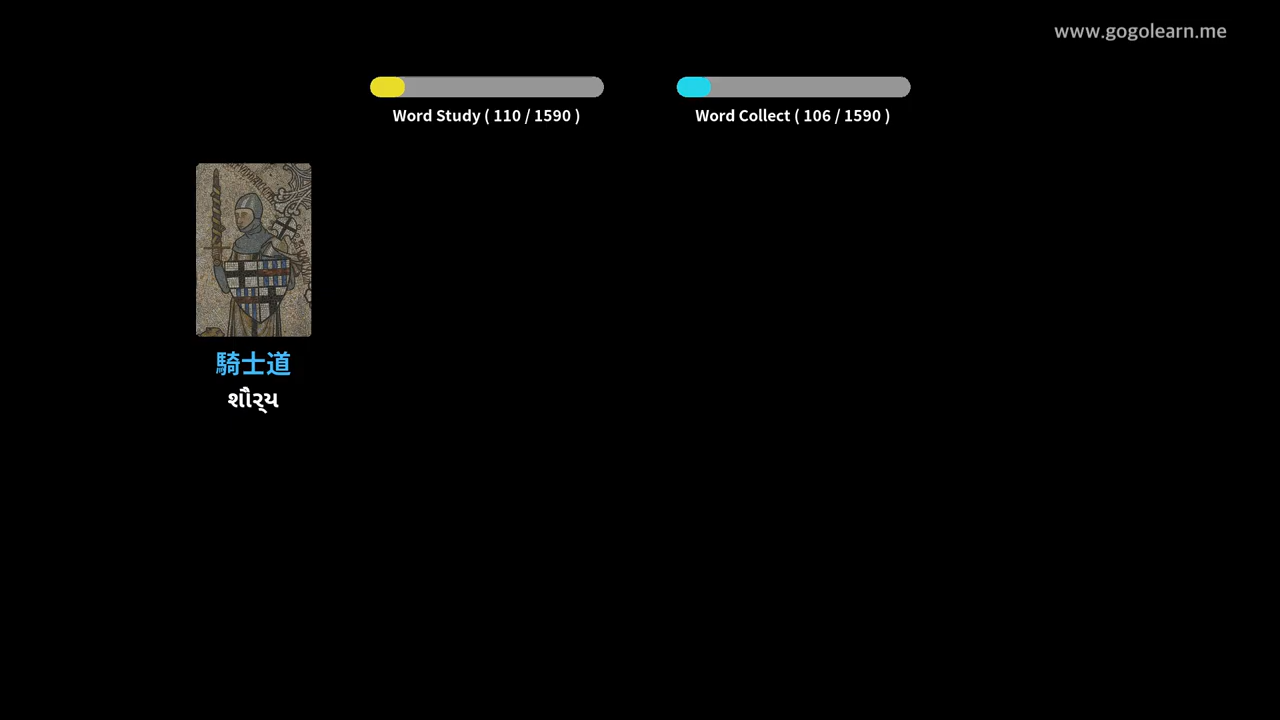 www.gogolearn.me
Word Study ( 110 / 1590 )
Word Collect ( 106 / 1590 )
騎士道
શૌર્ય